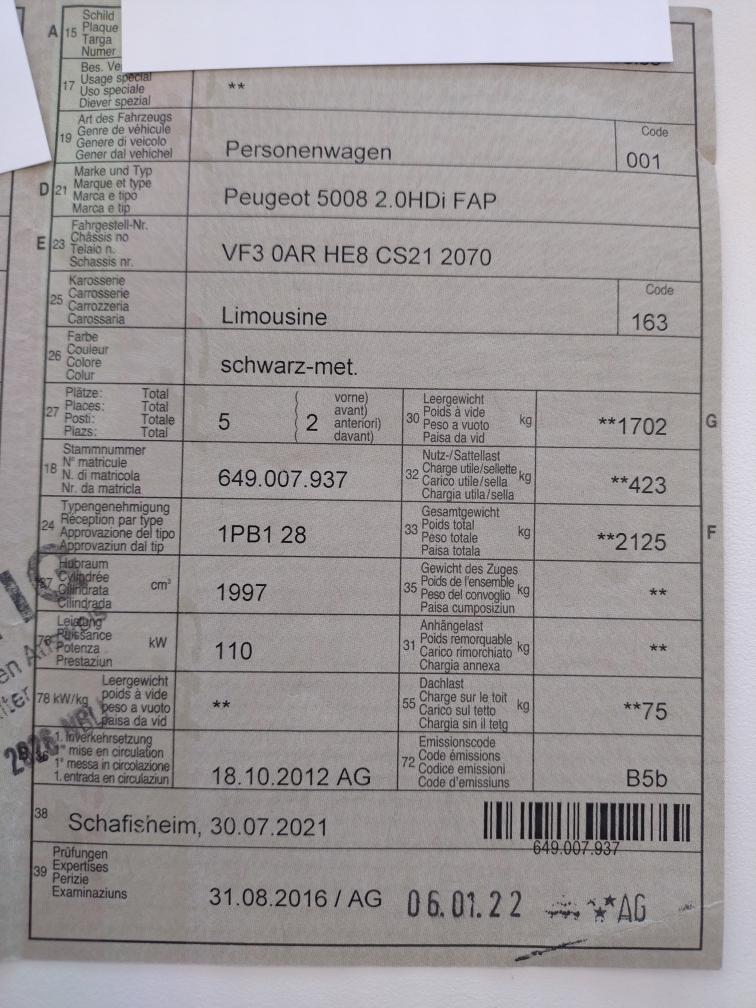 A 15 Schild
Plaque
Targa
Numer
17 Bes. Ve
Usage spécial
Uso speciale
Diever spezial
**
19 Art des Fahrzeugs
Genre de véhicule
Genere di veicolo
Gener dal vehichel
Personenwagen
Code
001
D 21 Marke und Typ
Marque et type
Marca e tipo
Marca e tip
Peugeot 5008 2.0HDi FAP
E 23 Fahrgestell-Nr.
Châssis no
Telaio n.
Schassis nr.
VF3 0AR HE8 CS21 2070
25 Karosserie
Carrosserie
Carrozzeria
Carossaria
Limousine
Code
163
26 Farbe
Couleur
Colore
Colur
schwarz-met.
27 Plätze: Total
Places: Total
Posti: Totale
Plazs: Total
5
2
vorne)
avant)
anteriori)
davant)
30 Leergewicht
Poids à vide
Peso a vuoto
Paisa da vid
kg
**1702
G
18 Stammnummer
N° matricule
N. di matricola
Nr. da matricla
649.007.937
32 Nutz-/Sattellast
Charge utile/sellette
Carico utile/sella
Chargia utila/sella
kg
**423
24 Typengenehmigung
Réception par type
Approvazione del tipo
Approvaziun dal tip
1PB1 28
33 Gesamtgewicht
Poids total
Peso totale
Paisa totala
kg
**2125
F
37 Hubraum
Cylindrée
Cilindrata
Cilindrada
cm³
1997
35 Gewicht des Zuges
Poids de l'ensemble
Peso del convoglio
Paisa cumposiziun
kg
**
76 Leistung
Puissance
Potenza
Prestaziun
kW
110
31 Anhängelast
Poids remorquable
Carico rimorchiato
Chargia annexa
kg
**
78 kW/kg Leergewicht
poids à vide
peso a vuoto
paisa da vid
**
55 Dachlast
Charge sur le toit
Carico sul tetto
Chargia sin il tetg
kg
**75
1. Inverkehrsetzung
1re mise en circulation
1a messa in circolazione
1. entrada en circulaziun
18.10.2012 AG
72 Emissionscode
Code émissions
Codice emissioni
Code d'emissiuns
B5b
38
Schafisheim, 30.07.2021
649.007.937
39 Prüfungen
Expertises
Perizie
Examinaziuns
31.08.2016 / AG
06.01.22
AG